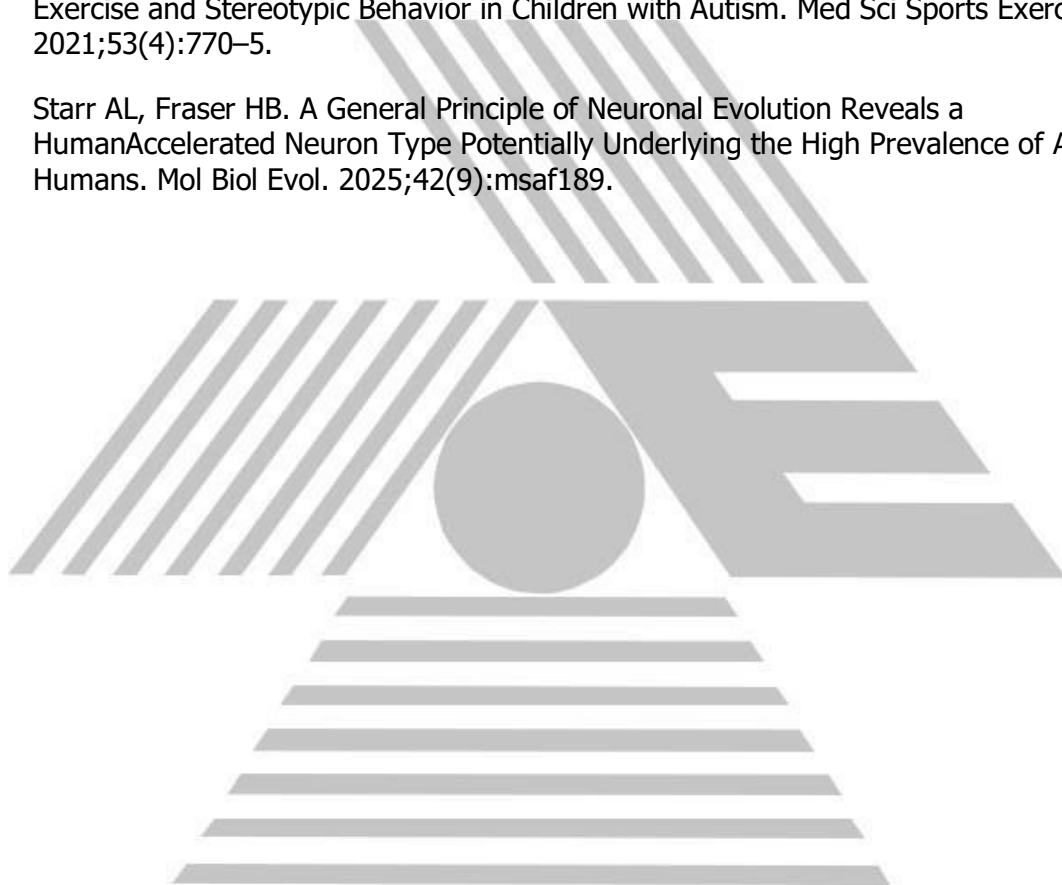 Exercise and Stereotypic Behavior in Children with Autism. Med Sci Sports Exerc
2021;53(4):770–5.
Starr AL, Fraser HB. A General Principle of Neuronal Evolution Reveals a
HumanAccelerated Neuron Type Potentially Underlying the High Prevalence of
Humans. Mol Biol Evol. 2025;42(9):msaf189.